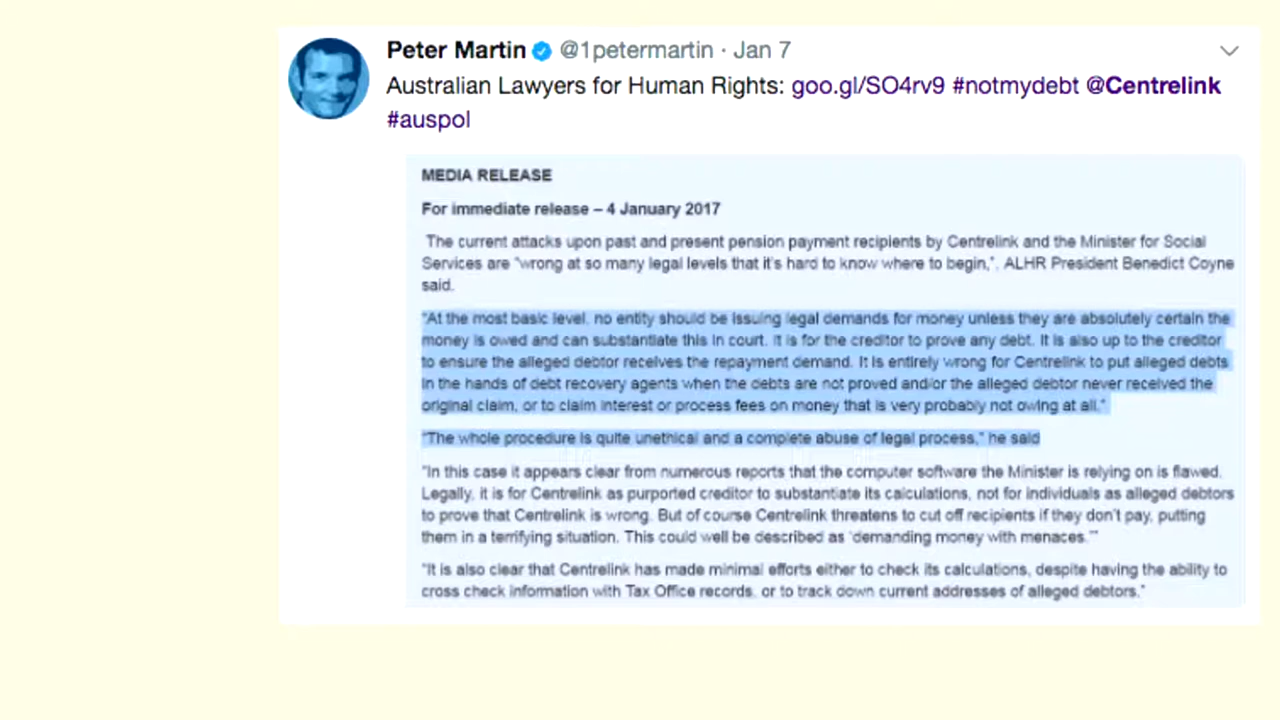 Peter Martin @1petermartin · Jan 7
Australian Lawyers for Human Rights: goo.gl/SO4rv9 #notmydebt @Centrelink
#auspol
MEDIA RELEASE
For immediate release – 4 January 2017
The current attacks upon past and present pension payment recipients by Centrelink and the Minister for Social
Services are "wrong at so many legal levels that it's hard to know where to begin,", ALHR President Benedict Coyne
said.
"At the most basic level, no entity should be issuing legal demands for money unless they are absolutely certain the
money is owed and can substantiate this in court. It is for the creditor to prove any debt. It is also up to the creditor
to ensure the alleged debtor receives the repayment demand. It is entirely wrong for Centrelink to put alleged debts
in the hands of debt recovery agents when the debts are not proved and/or the alleged debtor never received the
original claim, or to claim interest or process fees on money that is very probably not owing at all."
"The whole procedure is quite unethical and a complete abuse of legal process," he said
"In this case it appears clear from numerous reports that the computer software the Minister is relying on is flawed.
Legally, it is for Centrelink as purported creditor to substantiate its calculations, not for individuals as alleged debtors
to prove that Centrelink is wrong. But of course Centrelink threatens to cut off recipients if they don't pay, putting
them in a terrifying situation. This could well be described as 'demanding money with menaces.'"
"It is also clear that Centrelink has made minimal efforts either to check its calculations, despite having the ability to
cross check information with Tax Office records, or to track down current addresses of alleged debtors."